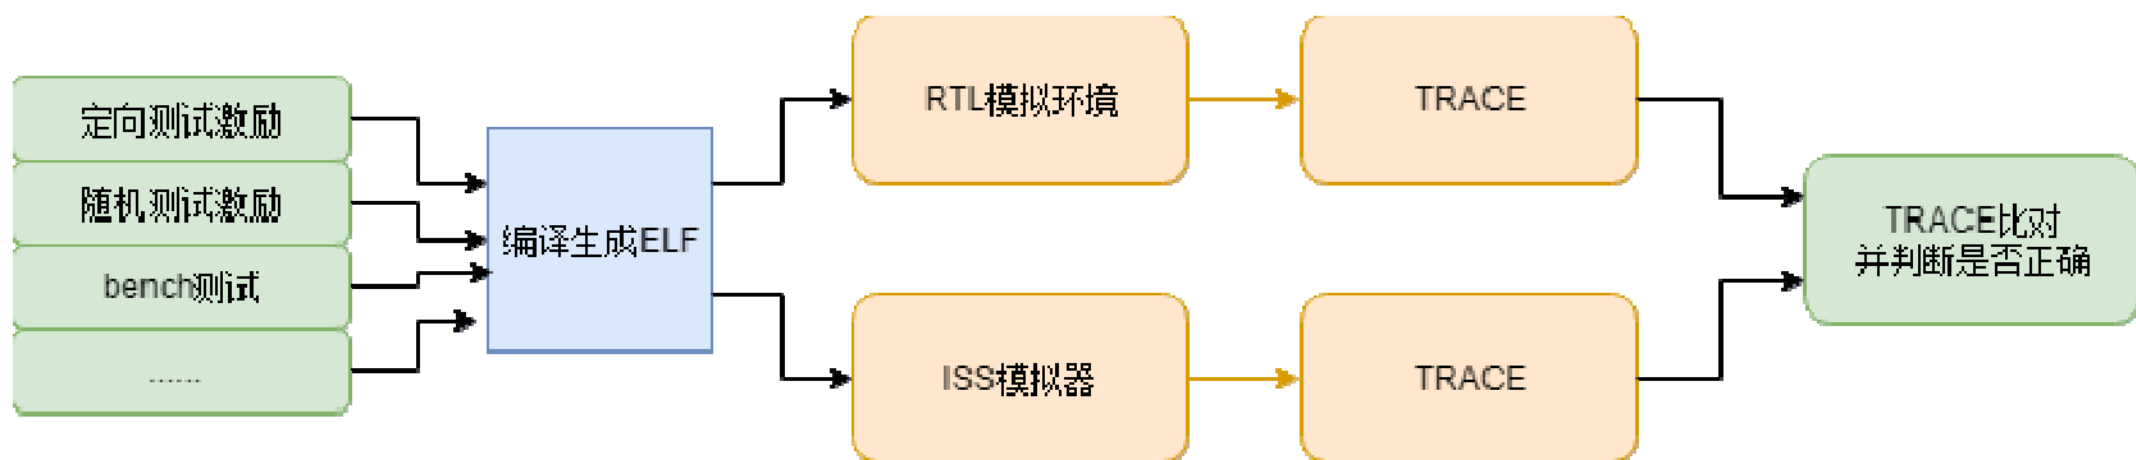 定向测试激励
随机测试激励
bench测试
.......
编译生成ELF
RTL模拟环境
TRACE
ISS模拟器
TRACE
TRACE比对
并判断是否正确